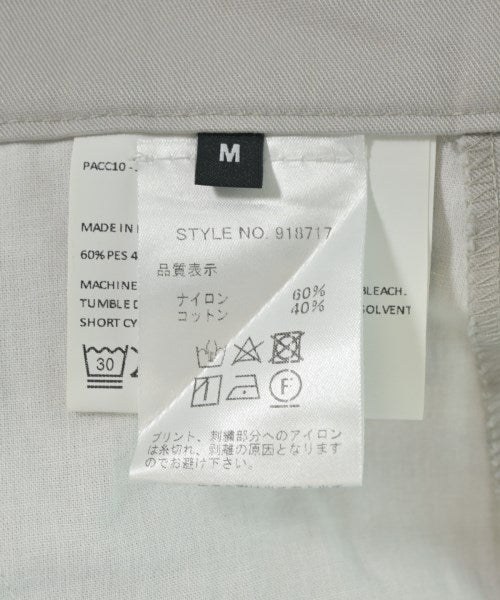 M
PACC10 -
STYLE NO. 918717
MADE IN
品質表示
60% PES 4
ナイロン 60%
コットン 40%
MACHINE
BLEACH.
TUMBLE D
SOLVENT
SHORT CY
30
F
プリント、刺繍部分へのアイロン
は糸切れ、剥離の原因となります
のでお避け下さい。